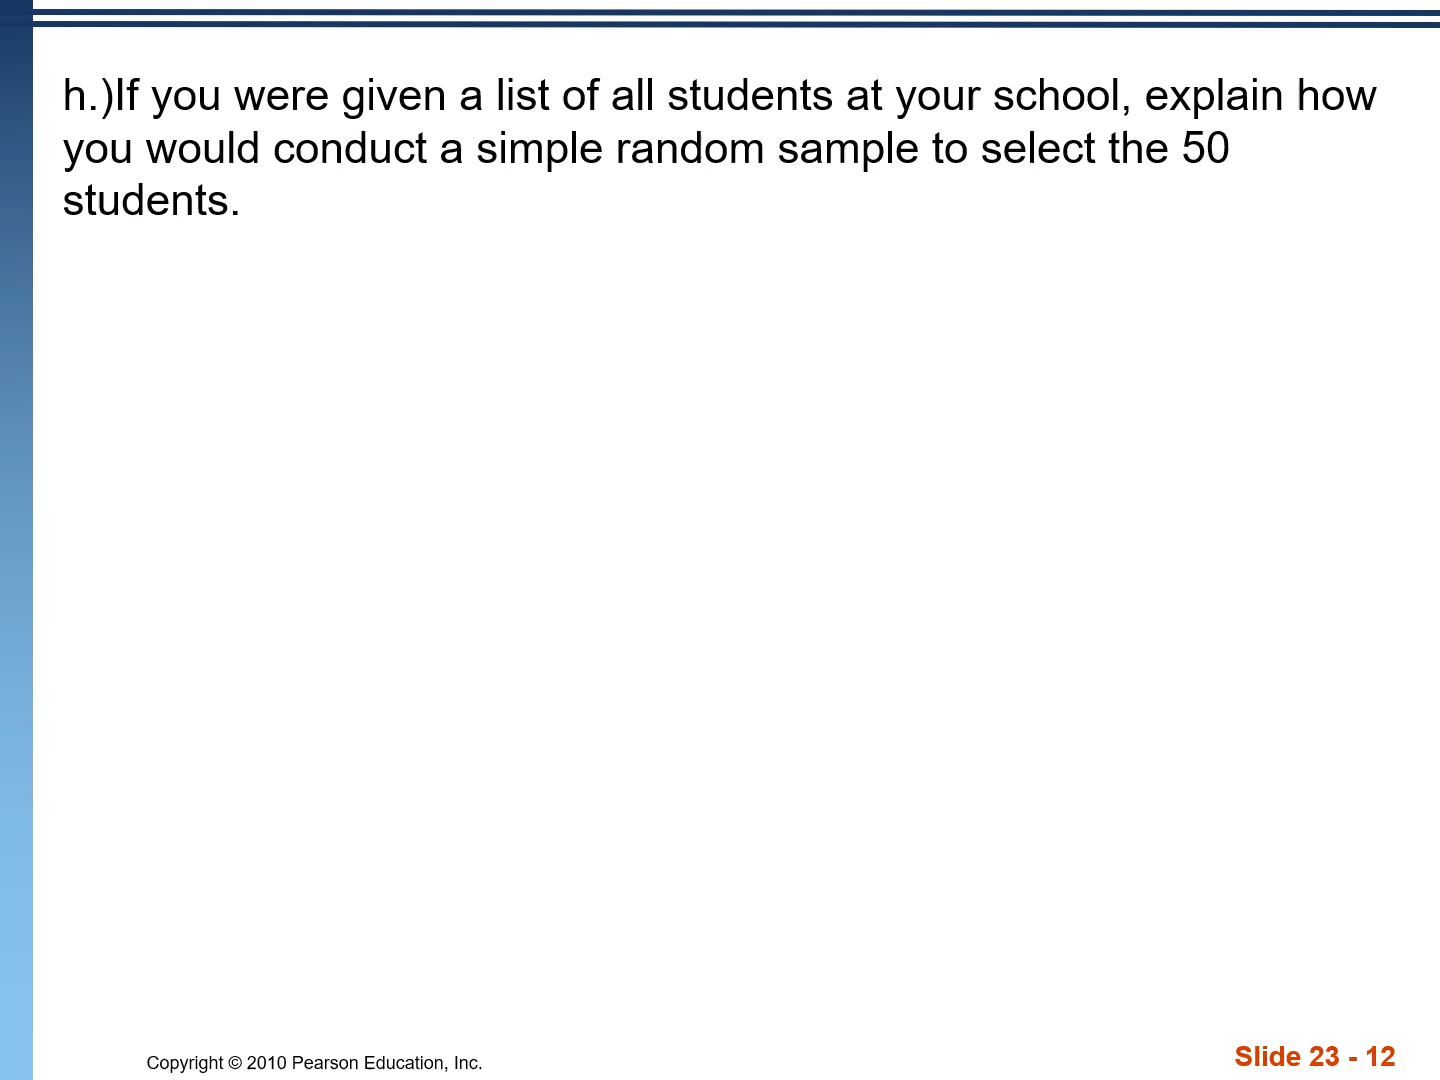 h.)If you were given a list of all students at your school, explain how
you would conduct a simple random sample to select the 50
students.
Copyright © 2010 Pearson Education, Inc.
Slide 23 - 12